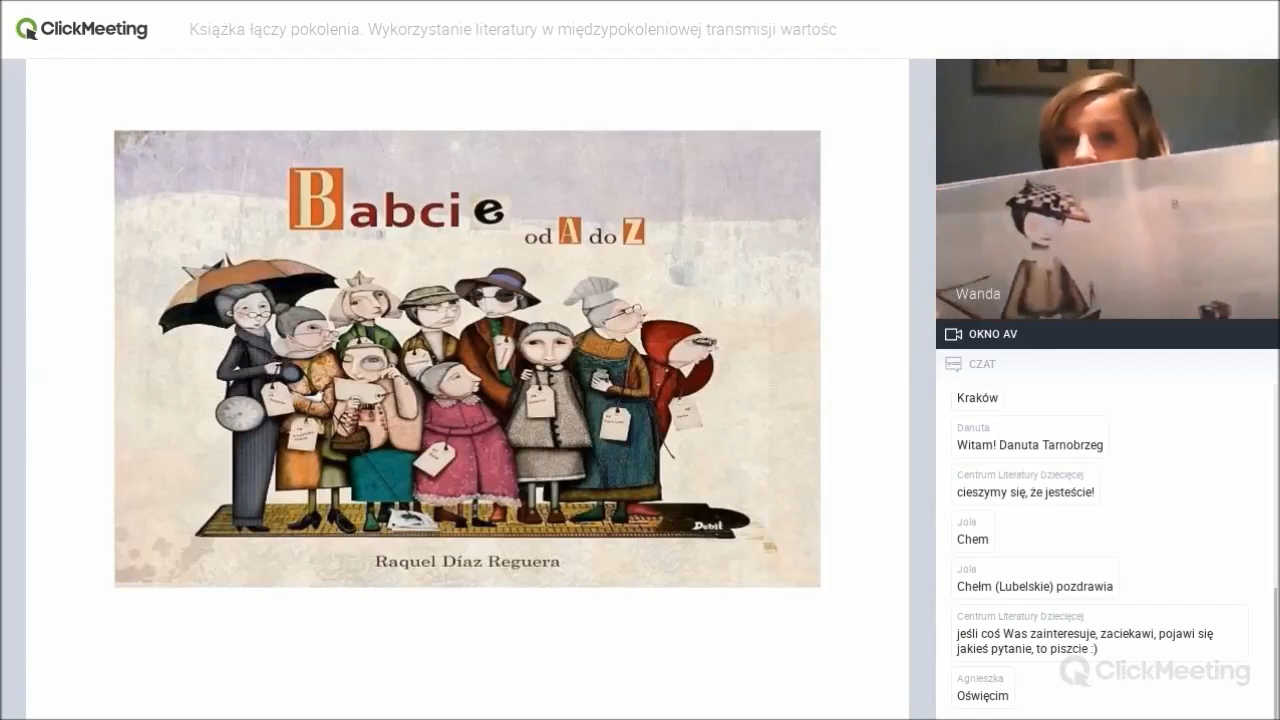 ClickMeeting
Książka łączy pokolenia. Wykorzystanie literatury w międzypokoleniowej transmisji wartośc
Babcie
od A do Z
Debit
Raquel Díaz Reguera
B
Wanda
OKNO AV
CZAT
Kraków
Danuta
Witam! Danuta Tarnobrzeg
Centrum Literatury Dziecięcej
cieszymy się, że jesteście!
Jola
Chem
Jola
Chełm (Lubelskie) pozdrawia
Centrum Literatury Dziecięcej
jeśli coś Was zainteresuje, zaciekawi, pojawi się
jakieś pytanie, to piszcie :)
ClickMeeting
Agnieszka
Oświęcim